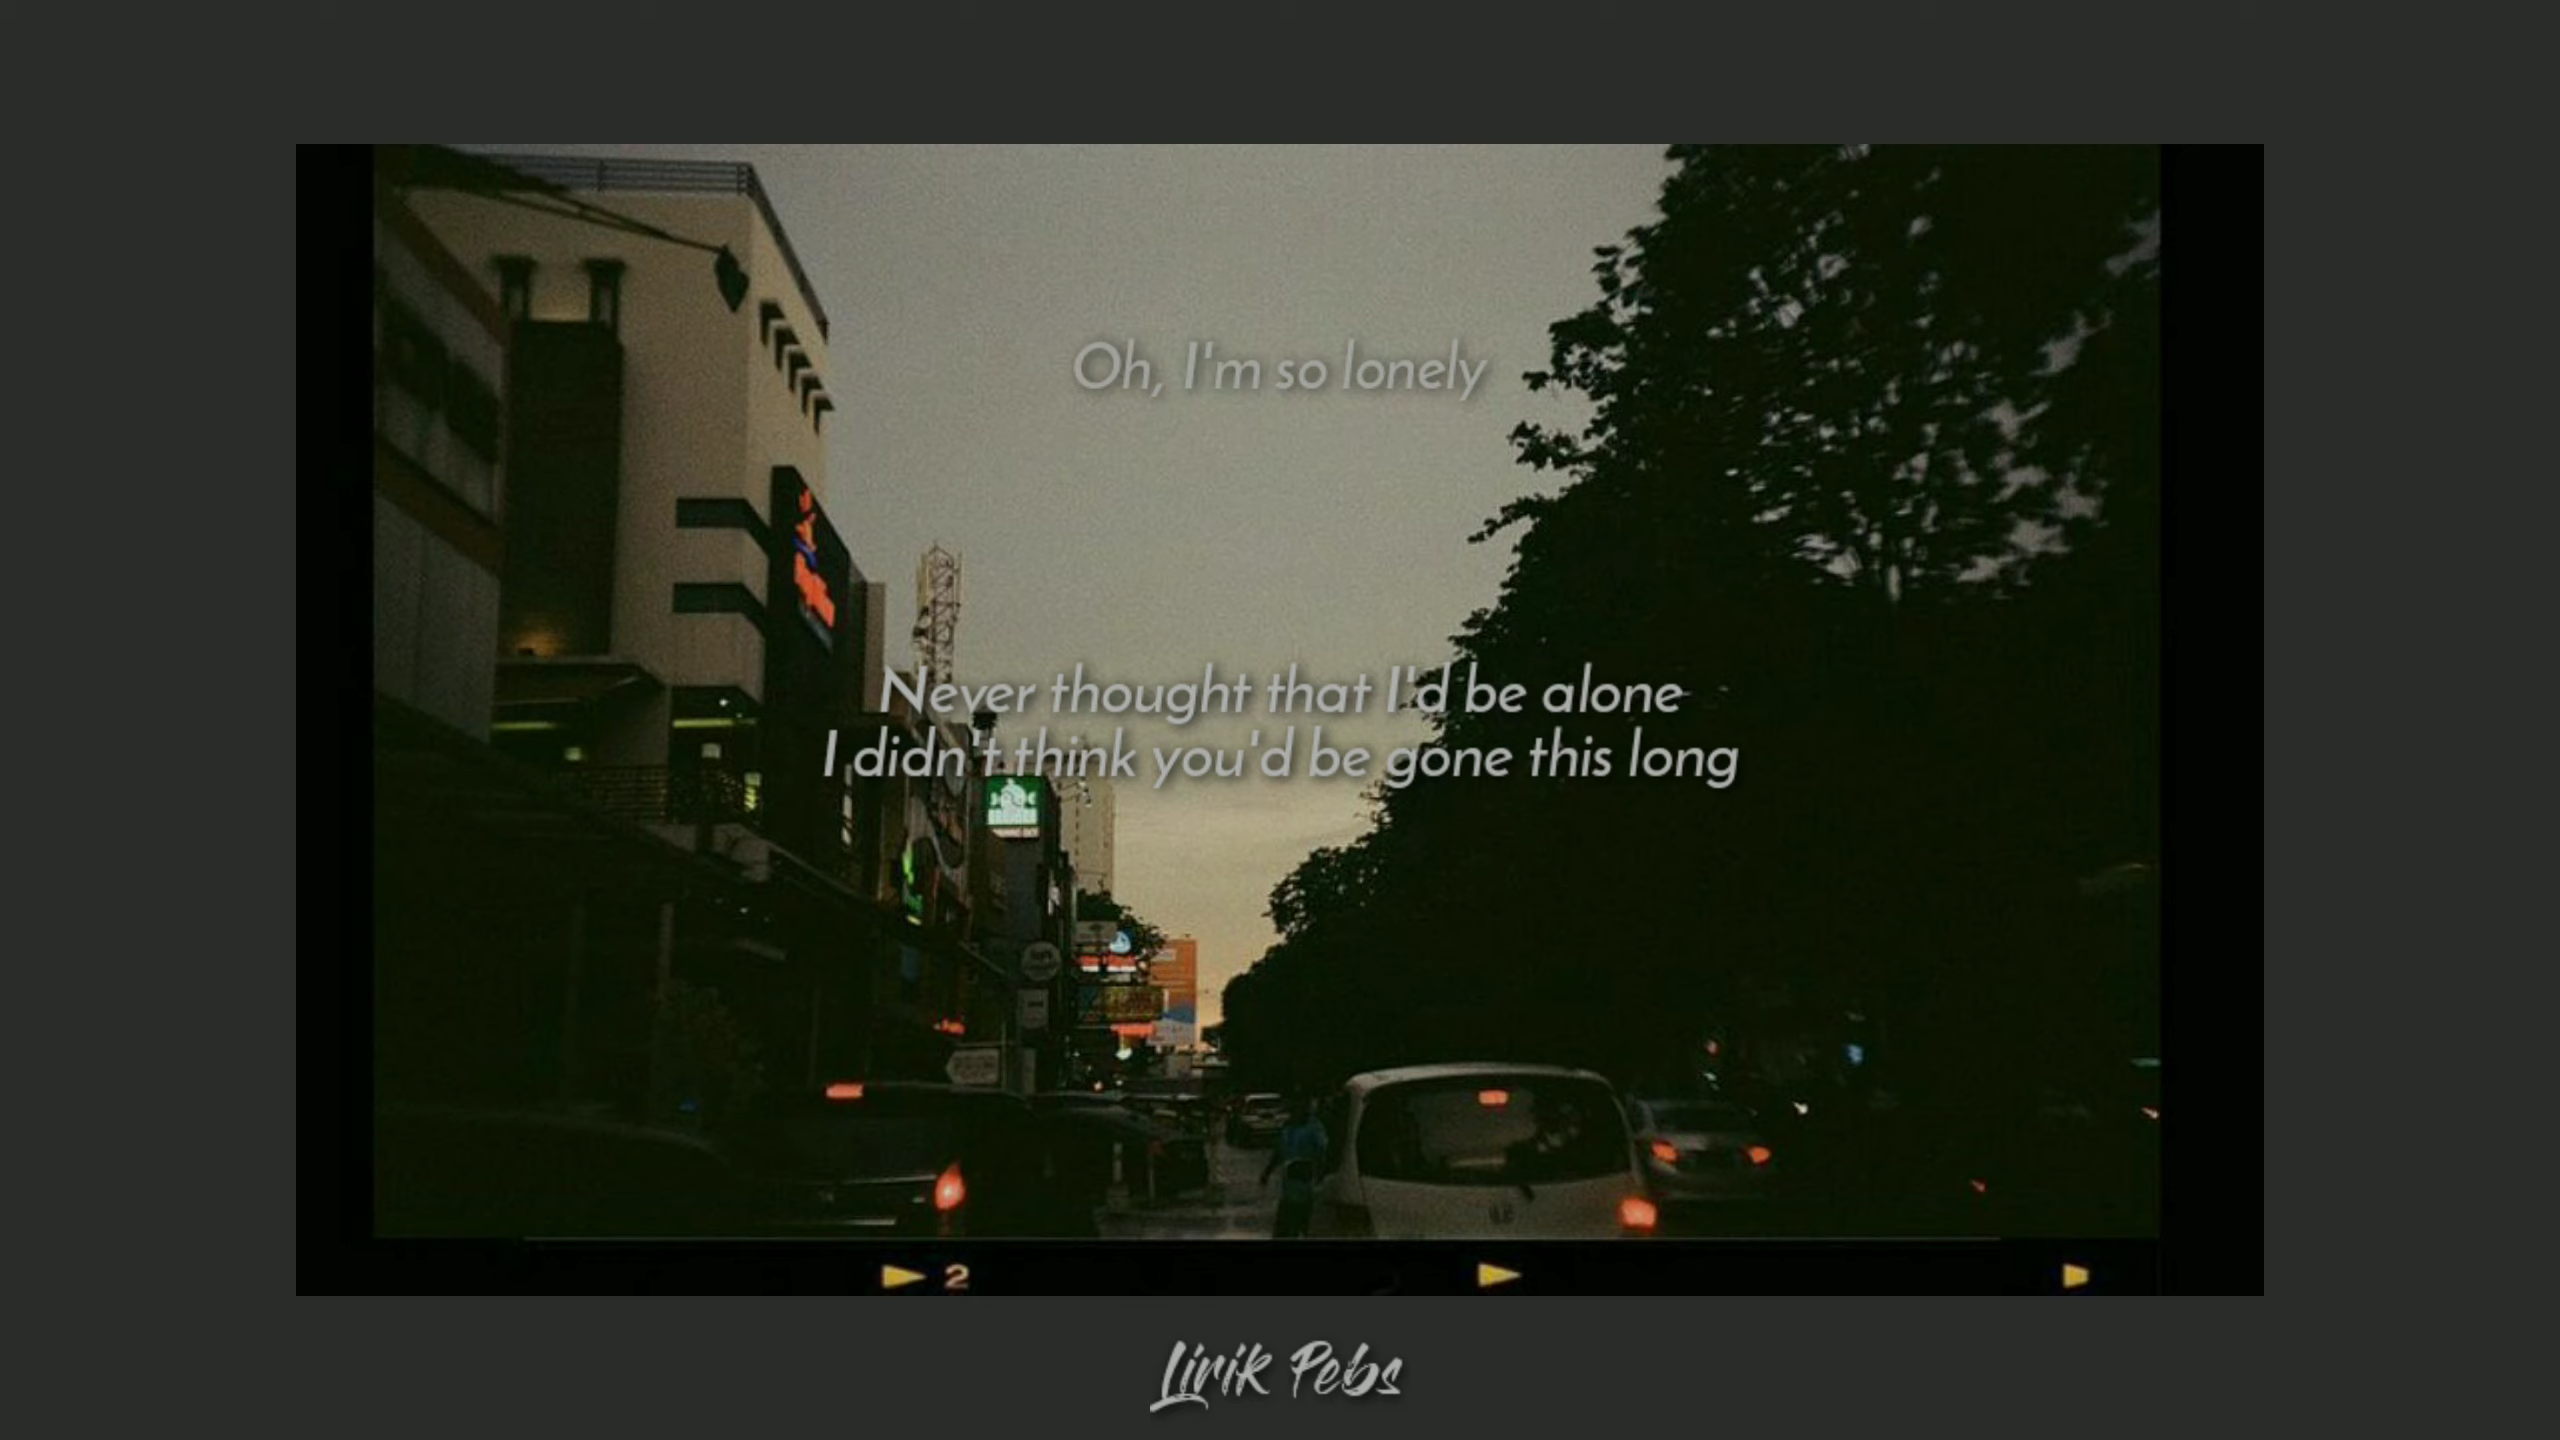 Oh, I'm so lonely
Never thought that I'd be alone
I didn't think you'd be gone this long
2
Lirik Pebs